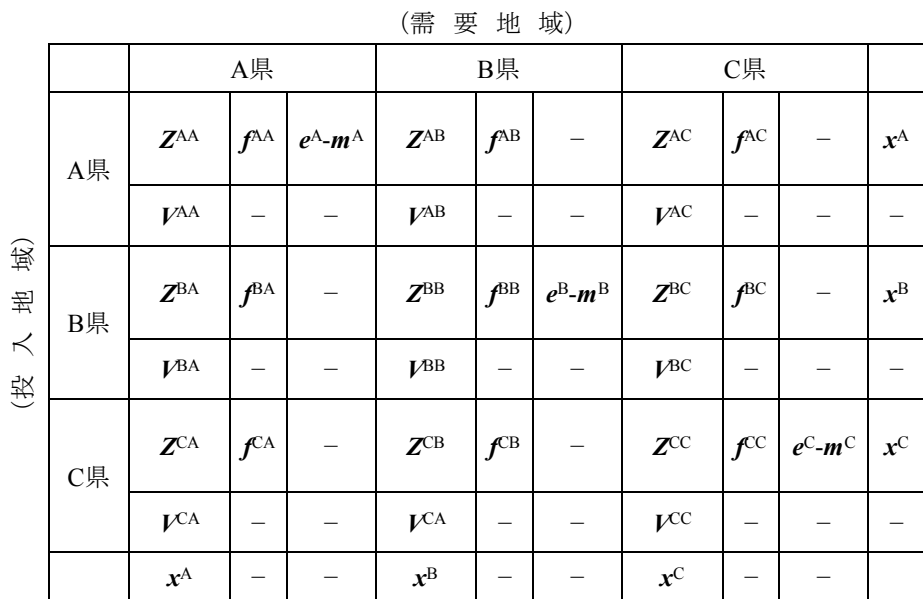 (需 要 地 域)
A県 B県 C県
(投 入 地 域)
A県 Z^AA f^AA e^A-m^A Z^AB f^AB – Z^AC f^AC – x^A
V^AA – – V^AB – – V^AC – – –
B県 Z^BA f^BA – Z^BB f^BB e^B-m^B Z^BC f^BC – x^B
V^BA – – V^BB – – V^BC – – –
C県 Z^CA f^CA – Z^CB f^CB – Z^CC f^CC e^C-m^C x^C
V^CA – – V^CA – – V^CC – – –
x^A – – x^B – – x^C – –